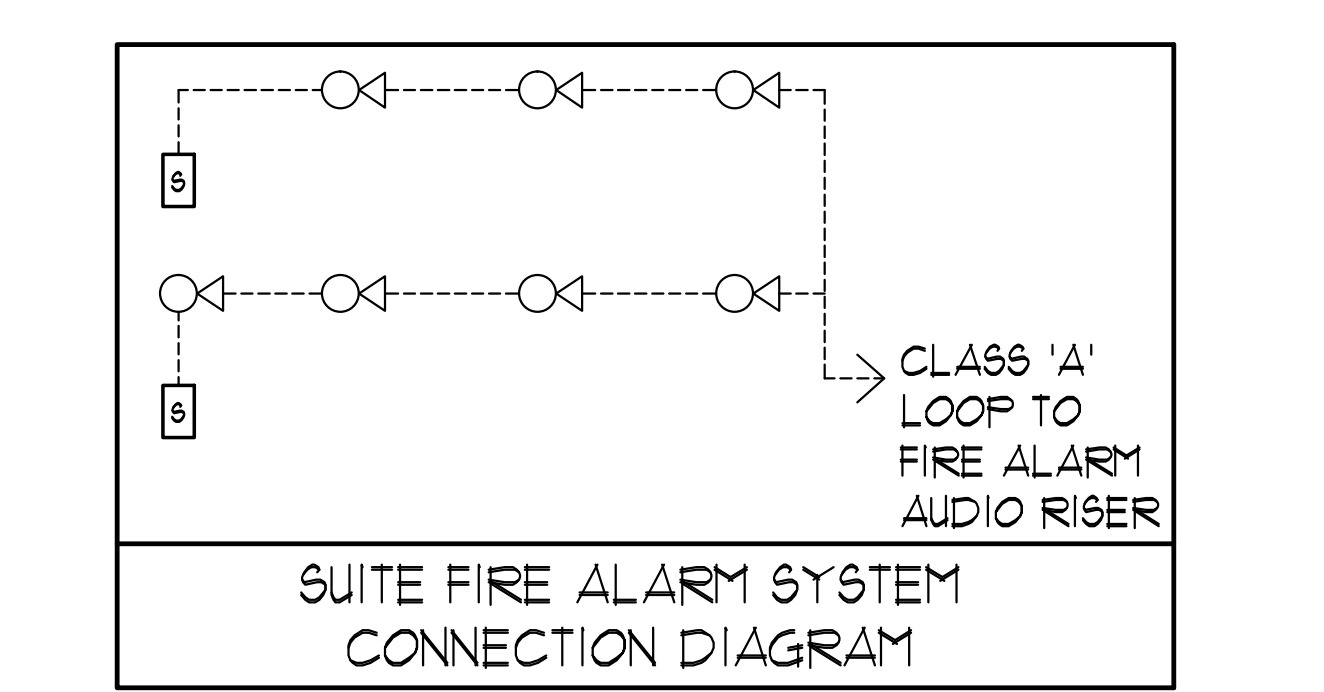 S
S
CLASS 'A'
LOOP TO
FIRE ALARM
AUDIO RISER
SUITE FIRE ALARM SYSTEM
CONNECTION DIAGRAM